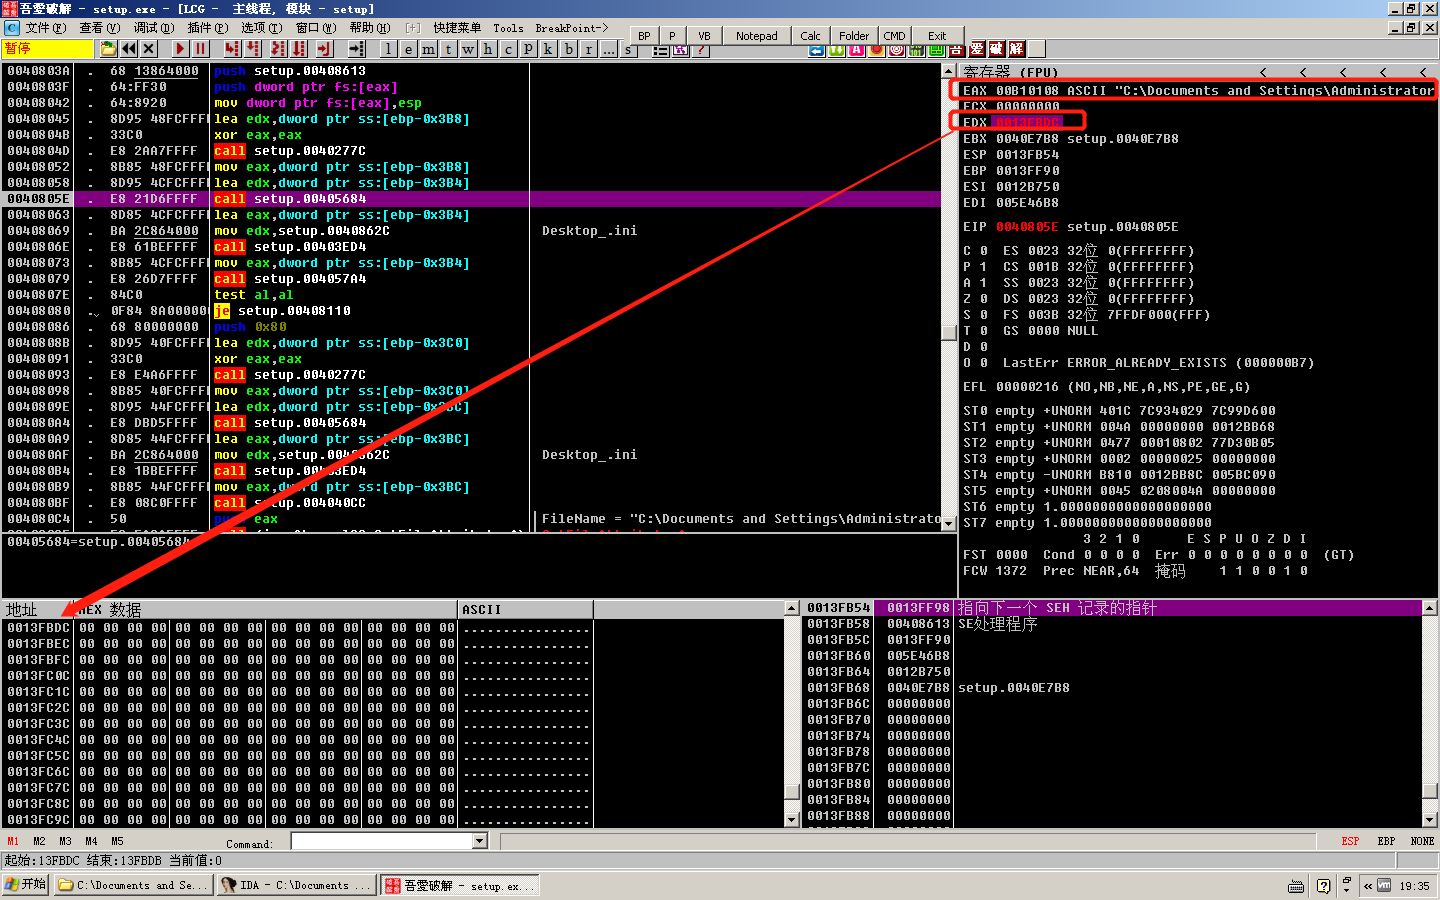 吾愛破解 - setup.exe - [LCG - 主线程, 模块 - setup]
文件(F) 查看(V) 调试(D) 插件(P) 选项(T) 窗口(W) 帮助(H) [+] 快捷菜单 Tools BreakPoint->
BP P VB Notepad Calc Folder CMD Exit
暂停 l e m t w h c p k b r ... s
吾 爱 破 解
0040803A . 68 13864000 push setup.00408613
0040803F . 64:FF30 push dword ptr fs:[eax]
00408042 . 64:8920 mov dword ptr fs:[eax],esp
00408045 . 8D95 48FCFFFF lea edx,dword ptr ss:[ebp-0x3B8]
0040804B . 33C0 xor eax,eax
0040804D . E8 2AA7FFFF call setup.0040277C
00408052 . 8B85 48FCFFFF mov eax,dword ptr ss:[ebp-0x3B8]
00408058 . 8D95 4CFCFFFF lea edx,dword ptr ss:[ebp-0x3B4]
0040805E . E8 21D6FFFF call setup.00405684
00408063 . 8D85 4CFCFFFF lea eax,dword ptr ss:[ebp-0x3B4]
00408069 . BA 2C864000 mov edx,setup.0040862C Desktop_.ini
0040806E . E8 61BEFFFF call setup.00403ED4
00408073 . 8B85 4CFCFFFF mov eax,dword ptr ss:[ebp-0x3B4]
00408079 . E8 26D7FFFF call setup.004057A4
0040807E . 84C0 test al,al
00408080 . 0F84 8A000000 je setup.00408110
00408086 . 68 80000000 push 0x80
0040808B . 8D95 40FCFFFF lea edx,dword ptr ss:[ebp-0x3C0]
00408091 . 33C0 xor eax,eax
00408093 . E8 E4A6FFFF call setup.0040277C
00408098 . 8B85 40FCFFFF mov eax,dword ptr ss:[ebp-0x3C0]
0040809E . 8D95 44FCFFFF lea edx,dword ptr ss:[ebp-0x3BC]
004080A4 . E8 DBD5FFFF call setup.00405684
004080A9 . 8D85 44FCFFFF lea eax,dword ptr ss:[ebp-0x3BC]
004080AF . BA 2C864000 mov edx,setup.0040862C Desktop_.ini
004080B4 . E8 1BBEFFFF call setup.00403ED4
004080B9 . 8B85 44FCFFFF mov eax,dword ptr ss:[ebp-0x3BC]
004080BF . E8 08C0FFFF call setup.004040CC
004080C4 . 50 push eax FileName = "C:\Documents and Settings\Administrato
00405684=setup.00405684
寄存器 (FPU) < < < < <
EAX 00B10108 ASCII "C:\Documents and Settings\Administrator
ECX 00000000
EDX 0013FBDC
EBX 0040E7B8 setup.0040E7B8
ESP 0013FB54
EBP 0013FF90
ESI 0012B750
EDI 005E46B8
EIP 0040805E setup.0040805E
C 0 ES 0023 32位 0(FFFFFFFF)
P 1 CS 001B 32位 0(FFFFFFFF)
A 1 SS 0023 32位 0(FFFFFFFF)
Z 0 DS 0023 32位 0(FFFFFFFF)
S 0 FS 003B 32位 7FFDF000(FFF)
T 0 GS 0000 NULL
D 0
O 0 LastErr ERROR_ALREADY_EXISTS (000000B7)
EFL 00000216 (NO,NB,NE,A,NS,PE,GE,G)
ST0 empty +UNORM 401C 7C934029 7C99D600
ST1 empty +UNORM 004A 00000000 0012BB68
ST2 empty +UNORM 0477 00010802 77D30B05
ST3 empty +UNORM 0002 00000025 00000000
ST4 empty -UNORM B810 0012BB8C 005BC090
ST5 empty +UNORM 0045 0208004A 00000000
ST6 empty 1.0000000000000000000
ST7 empty 1.0000000000000000000
3 2 1 0 E S P U O Z D I
FST 0000 Cond 0 0 0 0 Err 0 0 0 0 0 0 0 0 (GT)
FCW 1372 Prec NEAR,64 掩码 1 1 0 0 1 0
地址 HEX 数据 ASCII
0013FBDC 00 00 00 00 00 00 00 00 00 00 00 00 00 00 00 00 ................
0013FBEC 00 00 00 00 00 00 00 00 00 00 00 00 00 00 00 00 ................
0013FBFC 00 00 00 00 00 00 00 00 00 00 00 00 00 00 00 00 ................
0013FC0C 00 00 00 00 00 00 00 00 00 00 00 00 00 00 00 00 ................
0013FC1C 00 00 00 00 00 00 00 00 00 00 00 00 00 00 00 00 ................
0013FC2C 00 00 00 00 00 00 00 00 00 00 00 00 00 00 00 00 ................
0013FC3C 00 00 00 00 00 00 00 00 00 00 00 00 00 00 00 00 ................
0013FC4C 00 00 00 00 00 00 00 00 00 00 00 00 00 00 00 00 ................
0013FC5C 00 00 00 00 00 00 00 00 00 00 00 00 00 00 00 00 ................
0013FC6C 00 00 00 00 00 00 00 00 00 00 00 00 00 00 00 00 ................
0013FC7C 00 00 00 00 00 00 00 00 00 00 00 00 00 00 00 00 ................
0013FC8C 00 00 00 00 00 00 00 00 00 00 00 00 00 00 00 00 ................
0013FC9C 00 00 00 00 00 00 00 00 00 00 00 00 00 00 00 00 ................
0013FB54 0013FF98 指向下一个 SEH 记录的指针
0013FB58 00408613 SE处理程序
0013FB5C 0013FF90
0013FB60 005E46B8
0013FB64 0012B750
0013FB68 0040E7B8 setup.0040E7B8
0013FB6C 00000000
0013FB70 00000000
0013FB74 00000000
0013FB78 00000000
0013FB7C 00000000
0013FB80 00000000
0013FB84 00000000
0013FB88 00000000
M1 M2 M3 M4 M5 Command: ESP EBP NONE
起始:13FBDC 结束:13FBDB 当前值:0
开始 C:\Documents and Se... IDA - C:\Documents ... 吾愛破解 - setup.ex... « 19:35